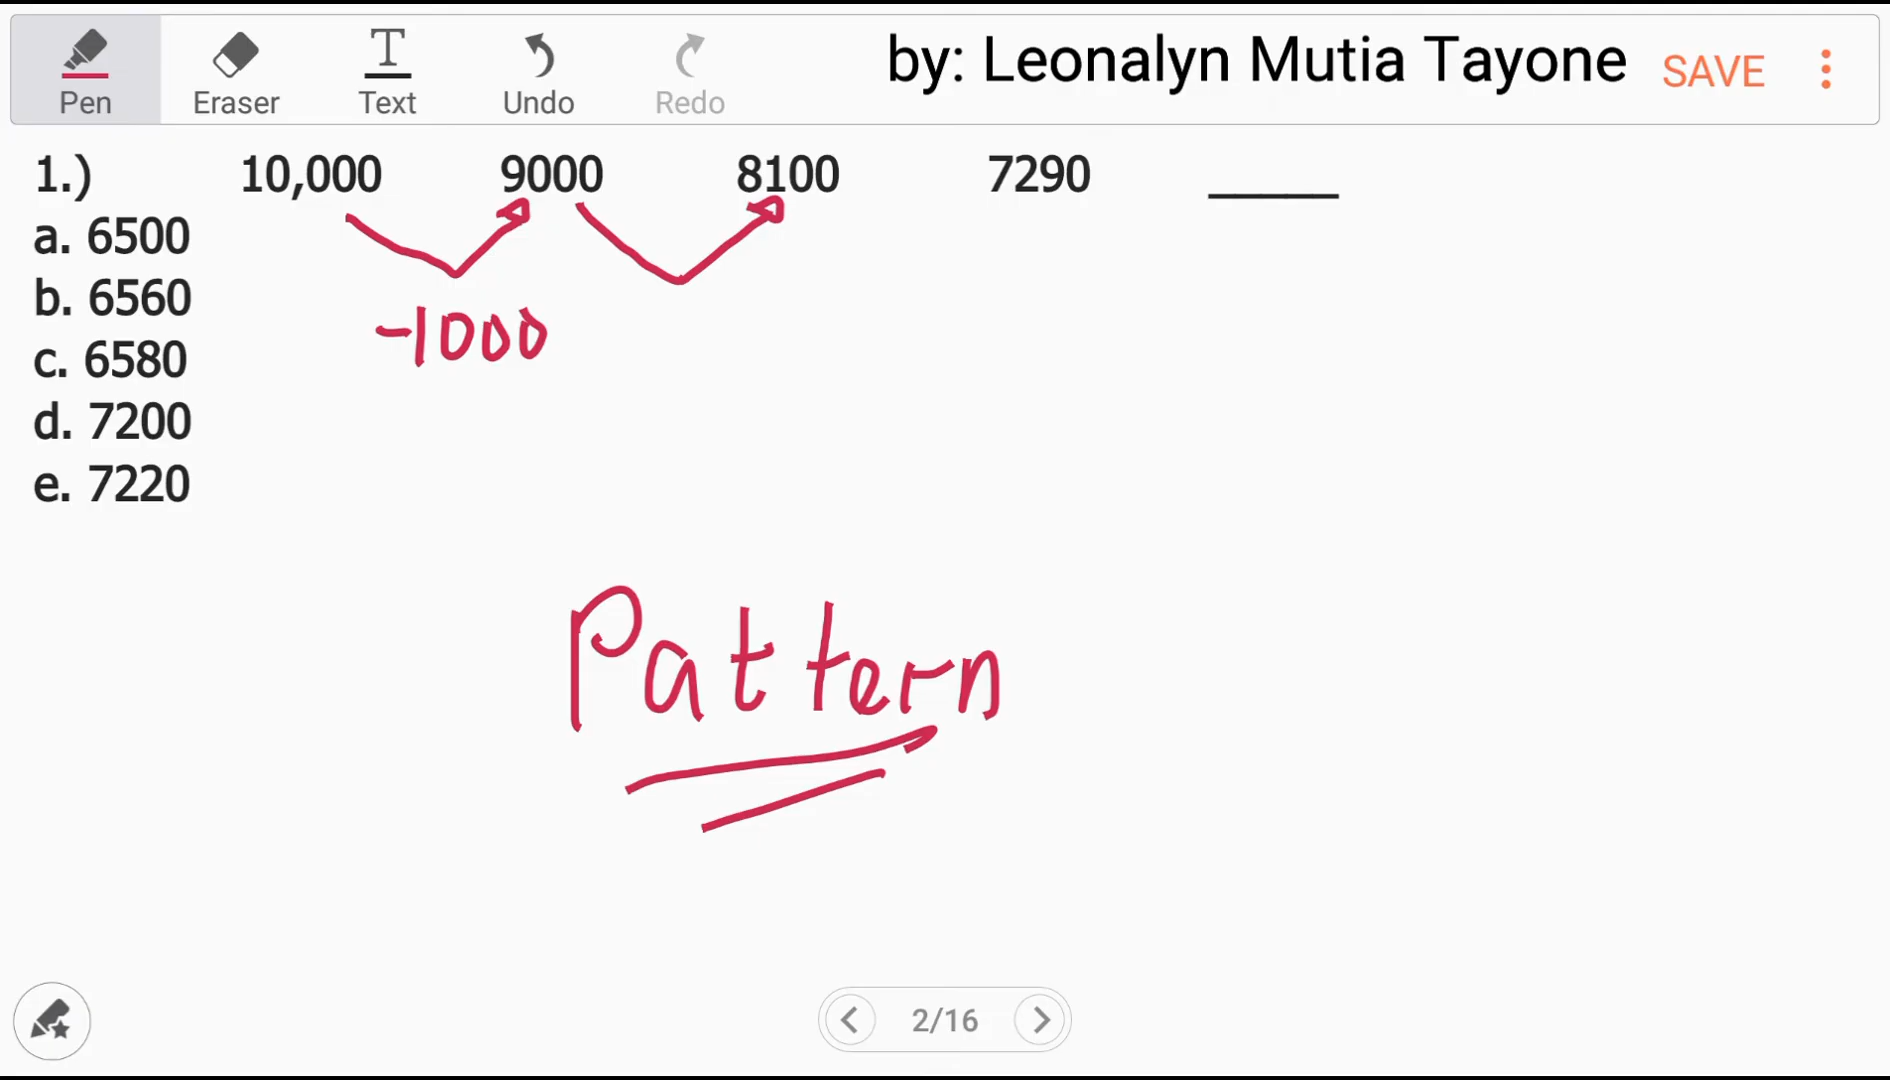 by: Leonalyn Mutia Tayone SAVE
Pen Eraser Text Undo Redo
1.) 10,000 9000 8100 7290 _____
a. 6500
b. 6560
-1000
c. 6580
d. 7200
e. 7220
Pattern
2/16